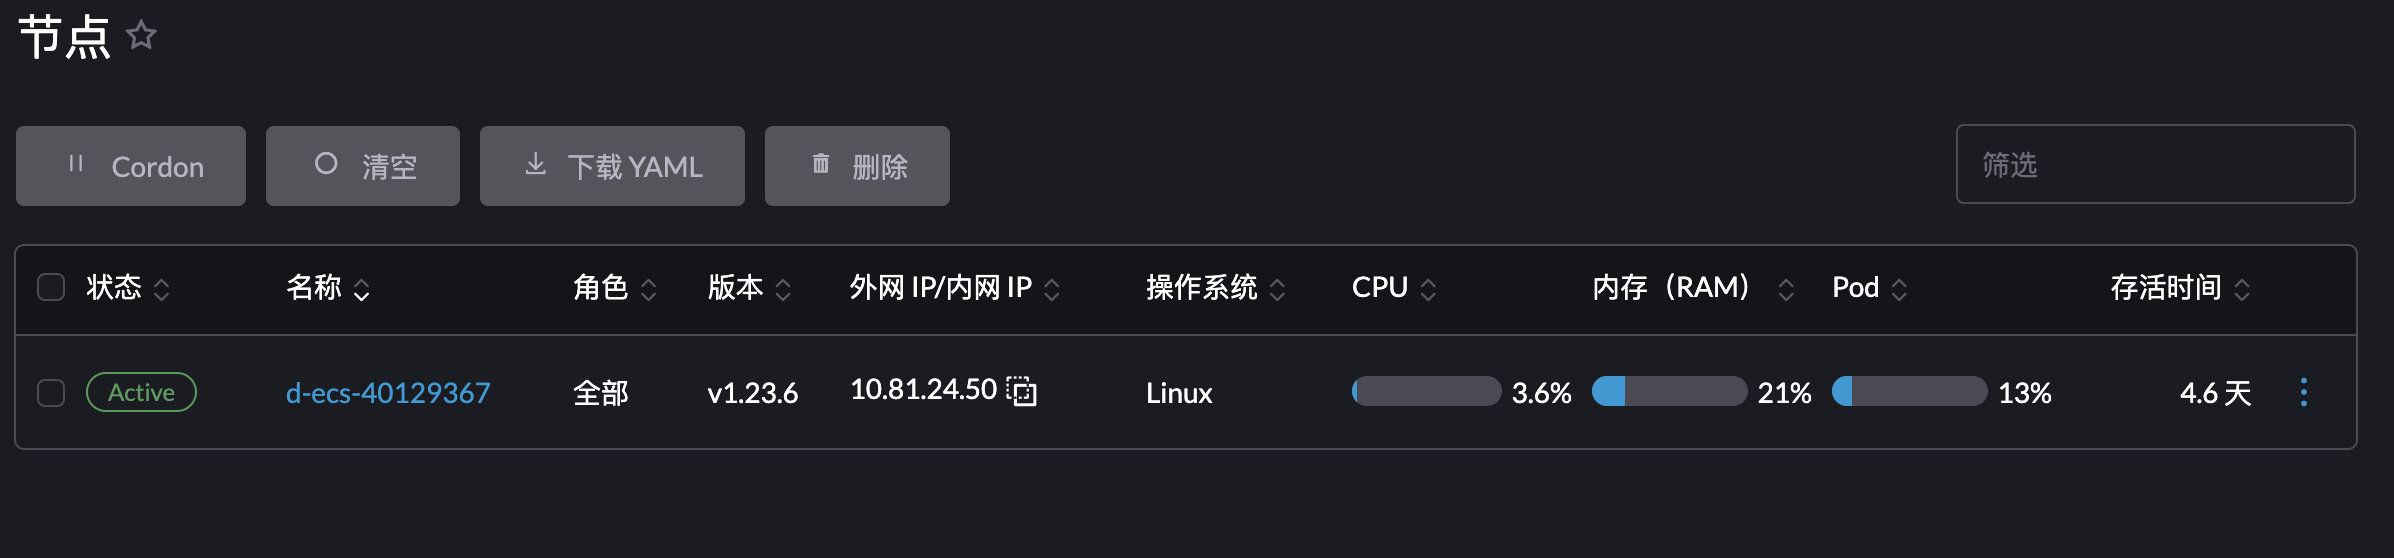 节点
Cordon 清空 下载 YAML 删除 筛选
状态 名称 角色 版本 外网 IP/内网 IP 操作系统 CPU 内存（RAM） Pod 存活时间
Active d-ecs-40129367 全部 v1.23.6 10.81.24.50 Linux 3.6% 21% 13% 4.6 天